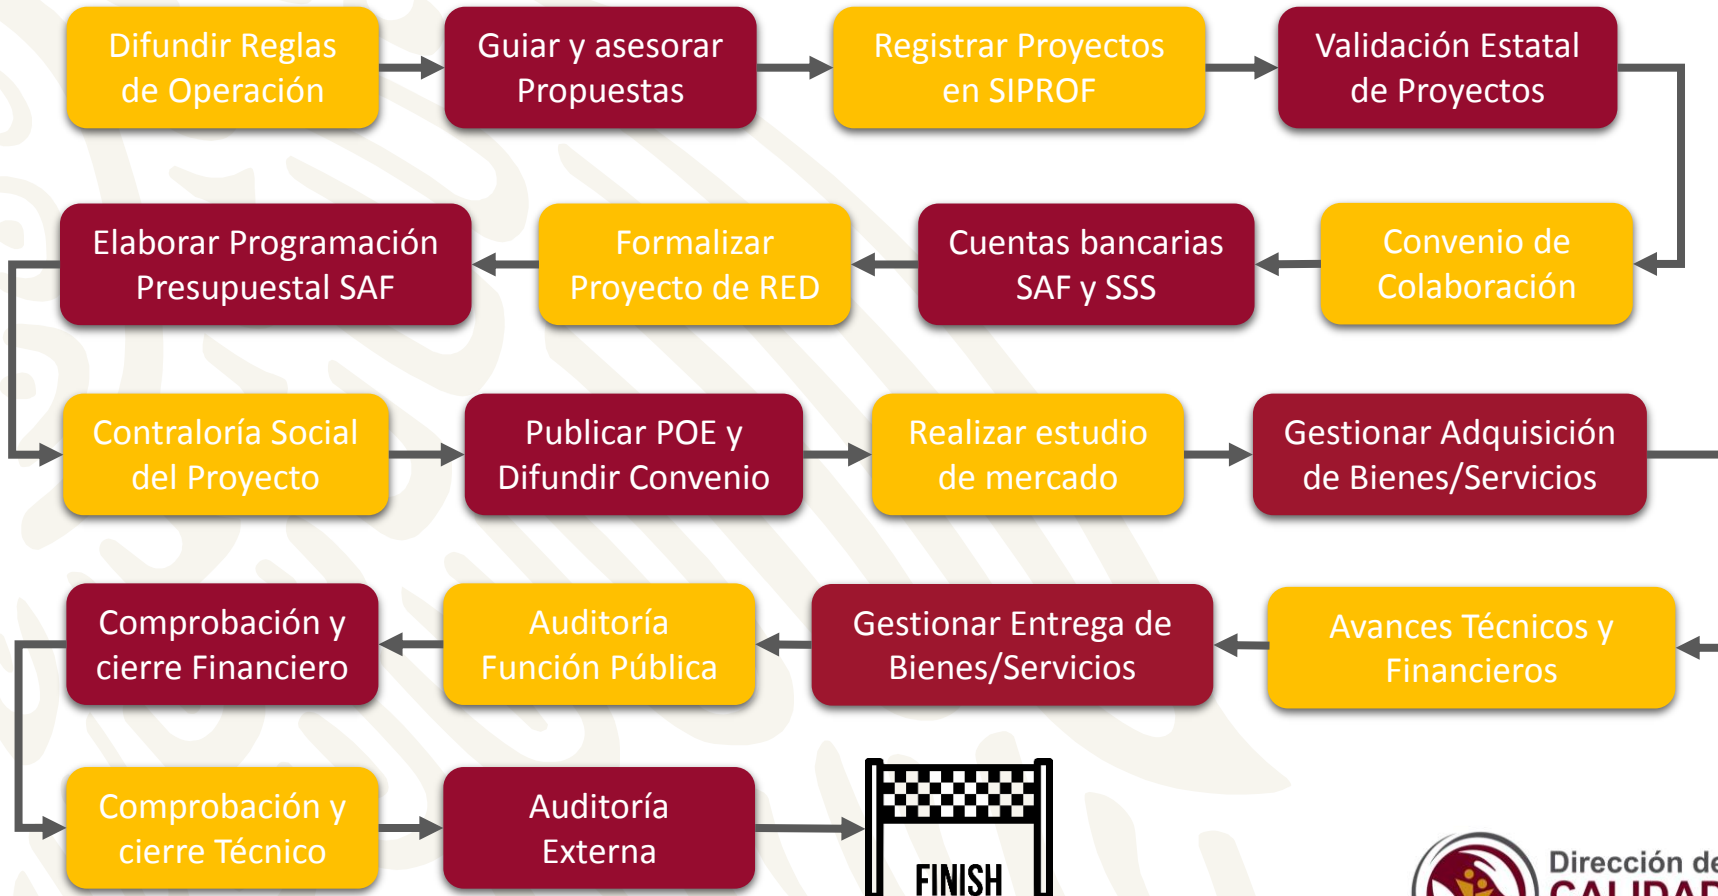 Difundir Reglas
de Operación
Guiar y asesorar
Propuestas
Registrar Proyectos
en SIPROF
Validación Estatal
de Proyectos
Convenio de
Colaboración
Cuentas bancarias
SAF y SSS
Formalizar
Proyecto de RED
Elaborar Programación
Presupuestal SAF
Contraloría Social
del Proyecto
Publicar POE y
Difundir Convenio
Realizar estudio
de mercado
Gestionar Adquisición
de Bienes/Servicios
Avances Técnicos y
Financieros
Gestionar Entrega de
Bienes/Servicios
Auditoría
Función Pública
Comprobación y
cierre Financiero
Comprobación y
cierre Técnico
Auditoría
Externa
FINISH
Dirección de
CALIDAD